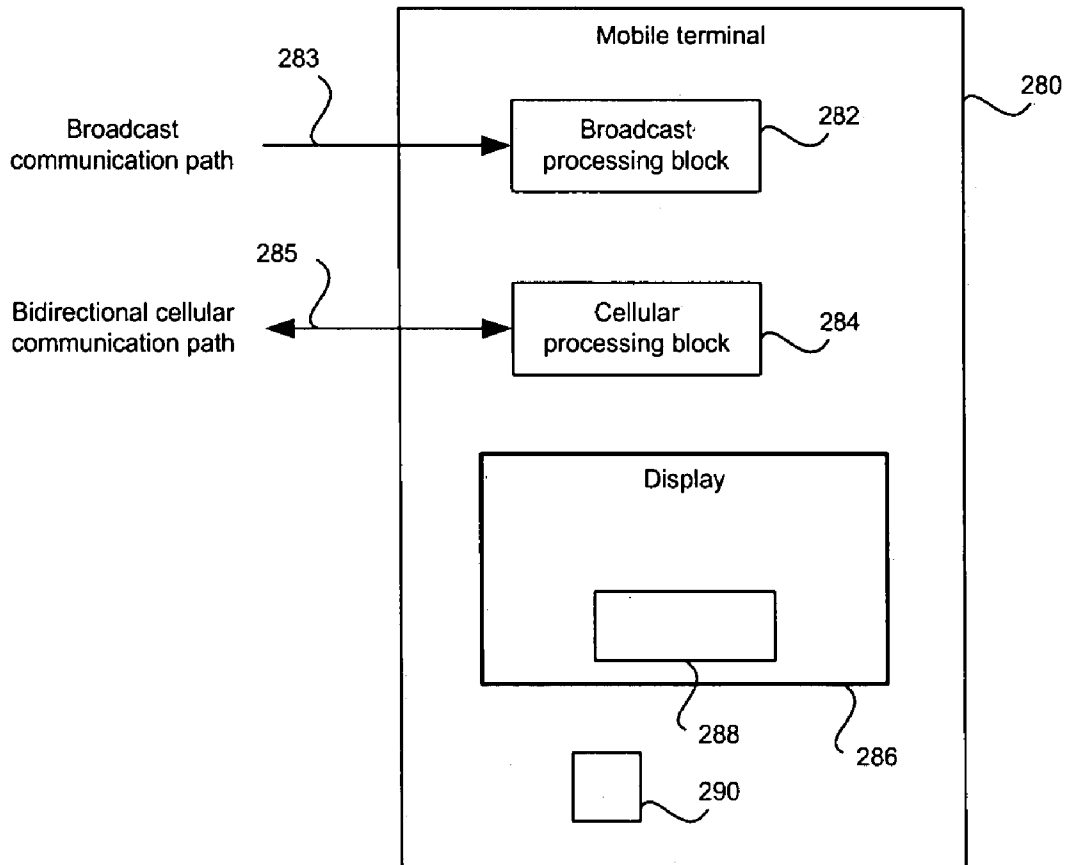 Mobile terminal
283
280
Broadcast
communication path
Broadcast
processing block
282
285
Bidirectional cellular
communication path
Cellular
processing block
284
Display
288
286
290